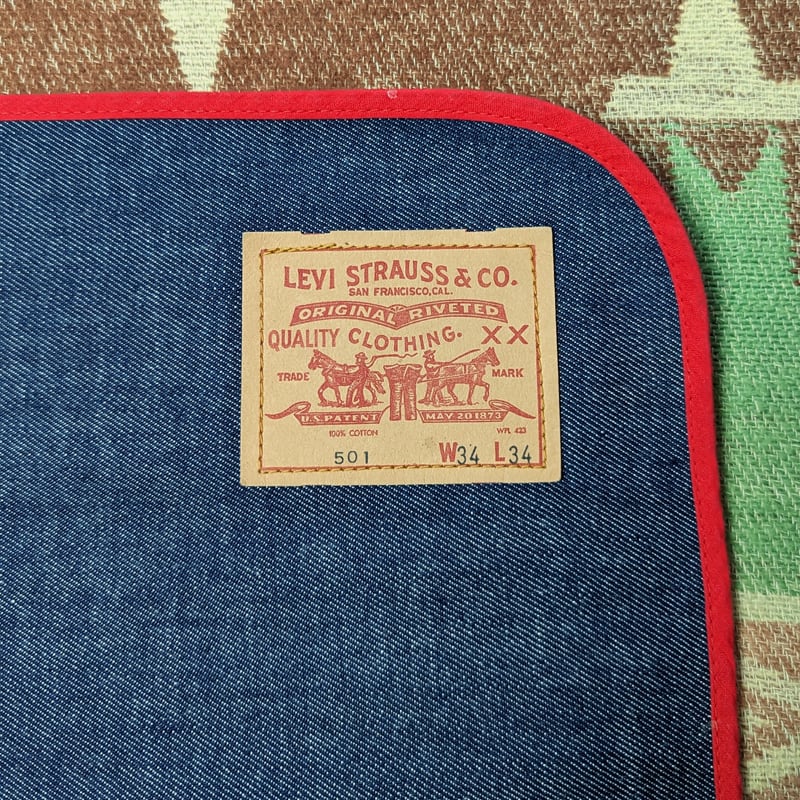 LEVI STRAUSS & CO.
SAN FRANCISCO, CAL.
ORIGINAL RIVETED
QUALITY CLOTHING. XX
TRADE MARK
U.S. PATENT MAY 20 1873
100% COTTON WPL 423
501 W34 L34